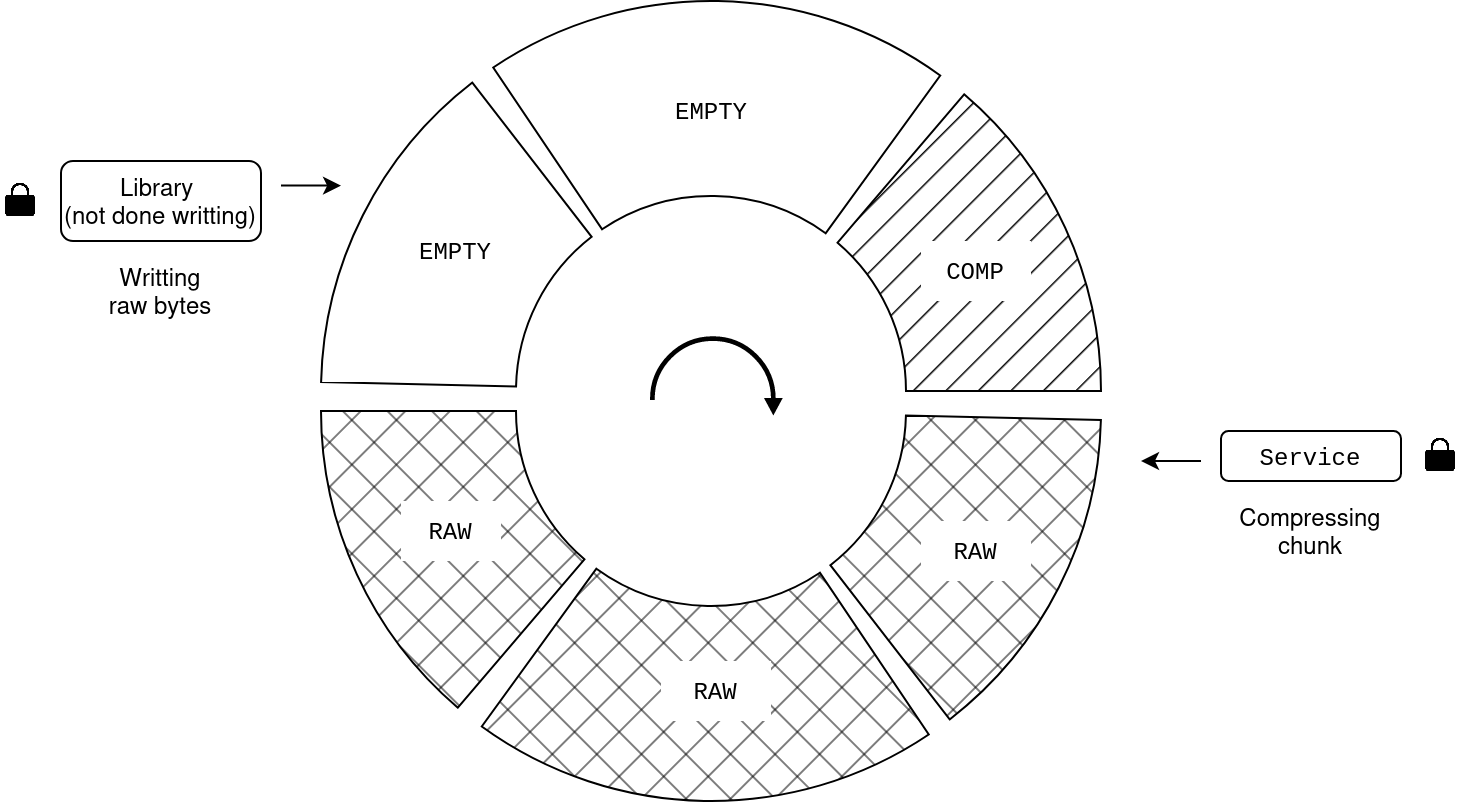 EMPTY
Library
(not done writting)
EMPTY
COMP
Writting
raw bytes
Service
RAW
RAW
Compressing
chunk
RAW